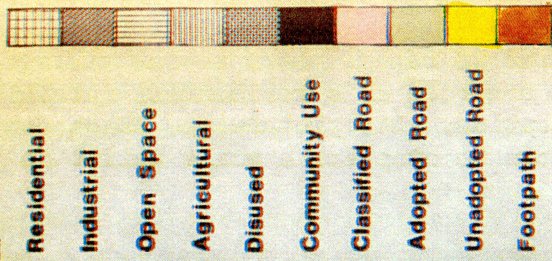 Residential
Industrial
Open Space
Agricultural
Disused
Community Use
Classified Road
Adopted Road
Unadopted Road
Footpath